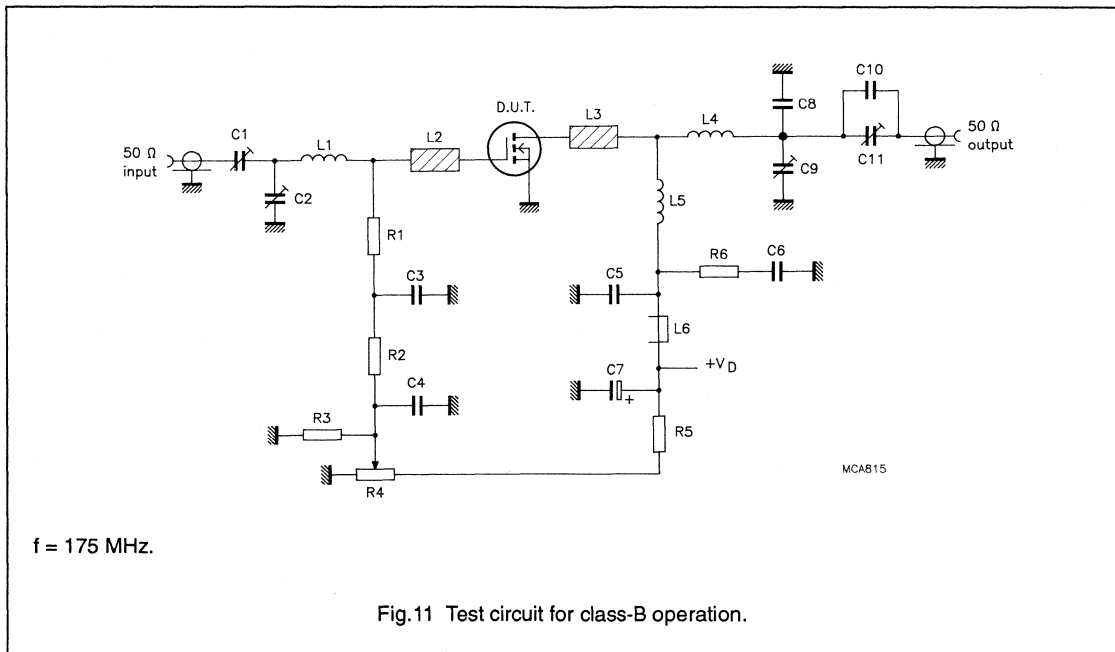 C10
D.U.T.
C8
L3
L4
C1
L1
L2
50 Ω
input
50 Ω
output
C11
C2
C9
L5
R1
R6
C6
C3
C5
L6
R2
+VD
C4
C7
+
R3
R5
R4
MCA815
f = 175 MHz.
Fig.11 Test circuit for class-B operation.